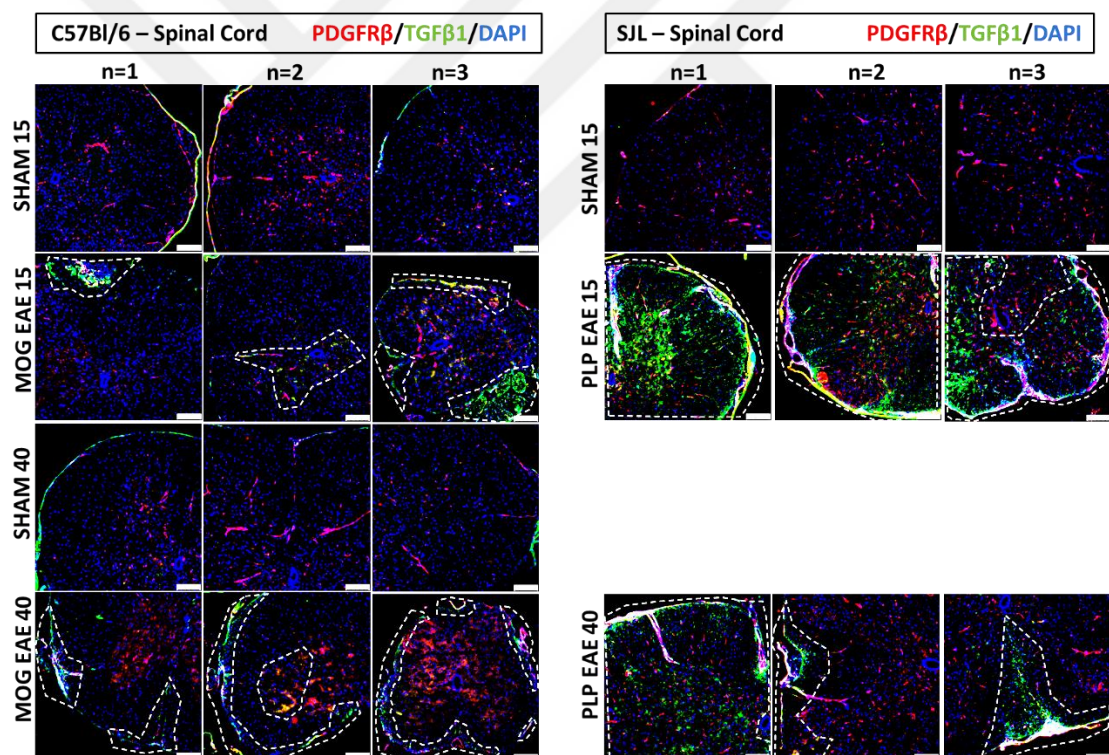 C57Bl/6 – Spinal Cord PDGFRβ/TGFβ1/DAPI
n=1 n=2 n=3
SHAM 15
MOG EAE 15
SHAM 40
MOG EAE 40
SJL – Spinal Cord PDGFRβ/TGFβ1/DAPI
n=1 n=2 n=3
SHAM 15
PLP EAE 15
PLP EAE 40